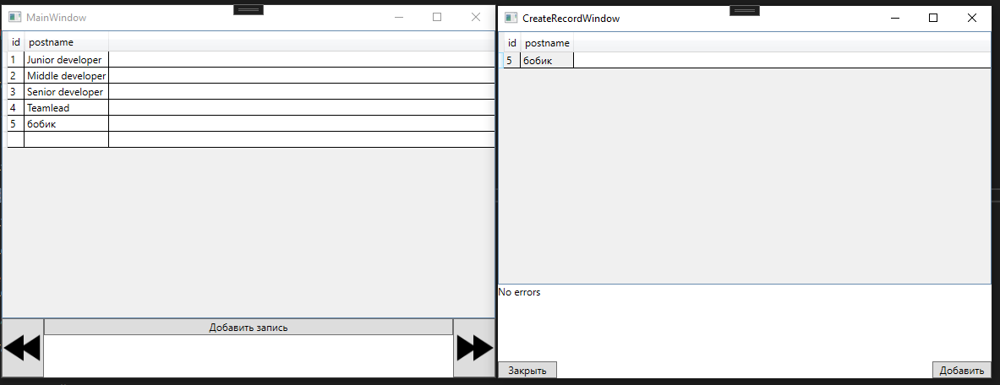 MainWindow
id postname
1 Junior developer
2 Middle developer
3 Senior developer
4 Teamlead
5 бобик
Добавить запись
CreateRecordWindow
id postname
5 бобик
No errors
Закрыть
Добавить